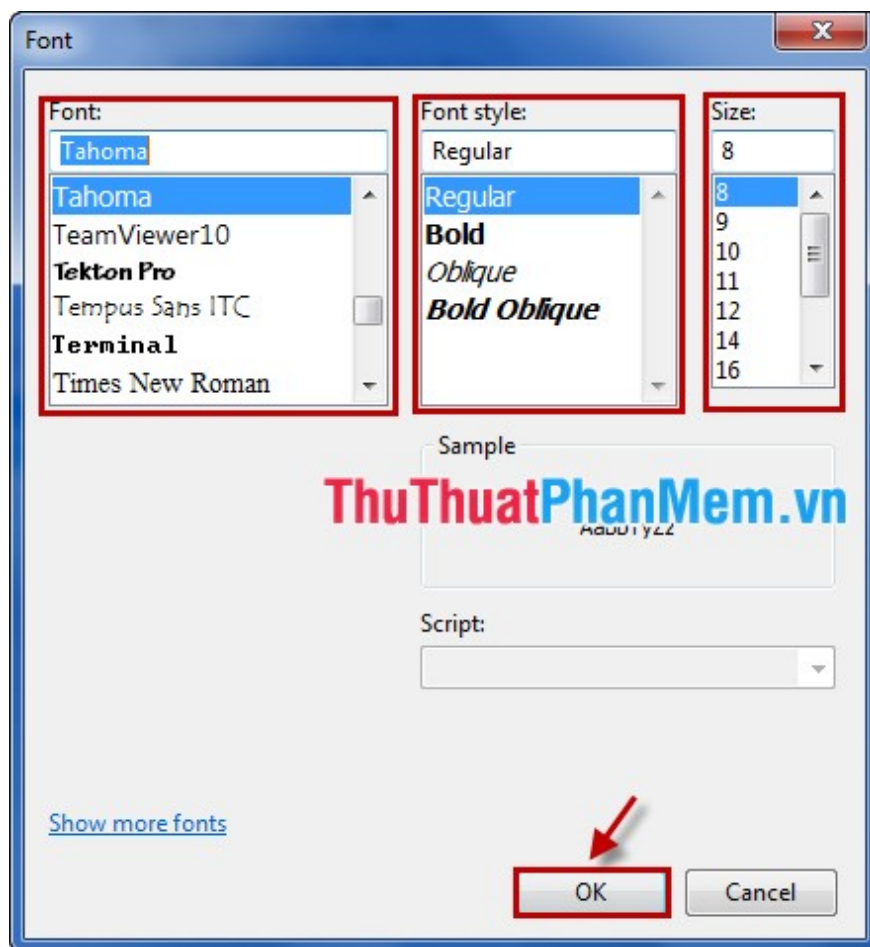 Font
Font:
Tahoma
Tahoma
TeamViewer10
Tekton Pro
Tempus Sans ITC
Terminal
Times New Roman
Font style:
Regular
Regular
Bold
Oblique
Bold Oblique
Size:
8
8
9
10
11
12
14
16
Sample
ThuThuatPhanMem.vn
Script:
Show more fonts
OK
Cancel